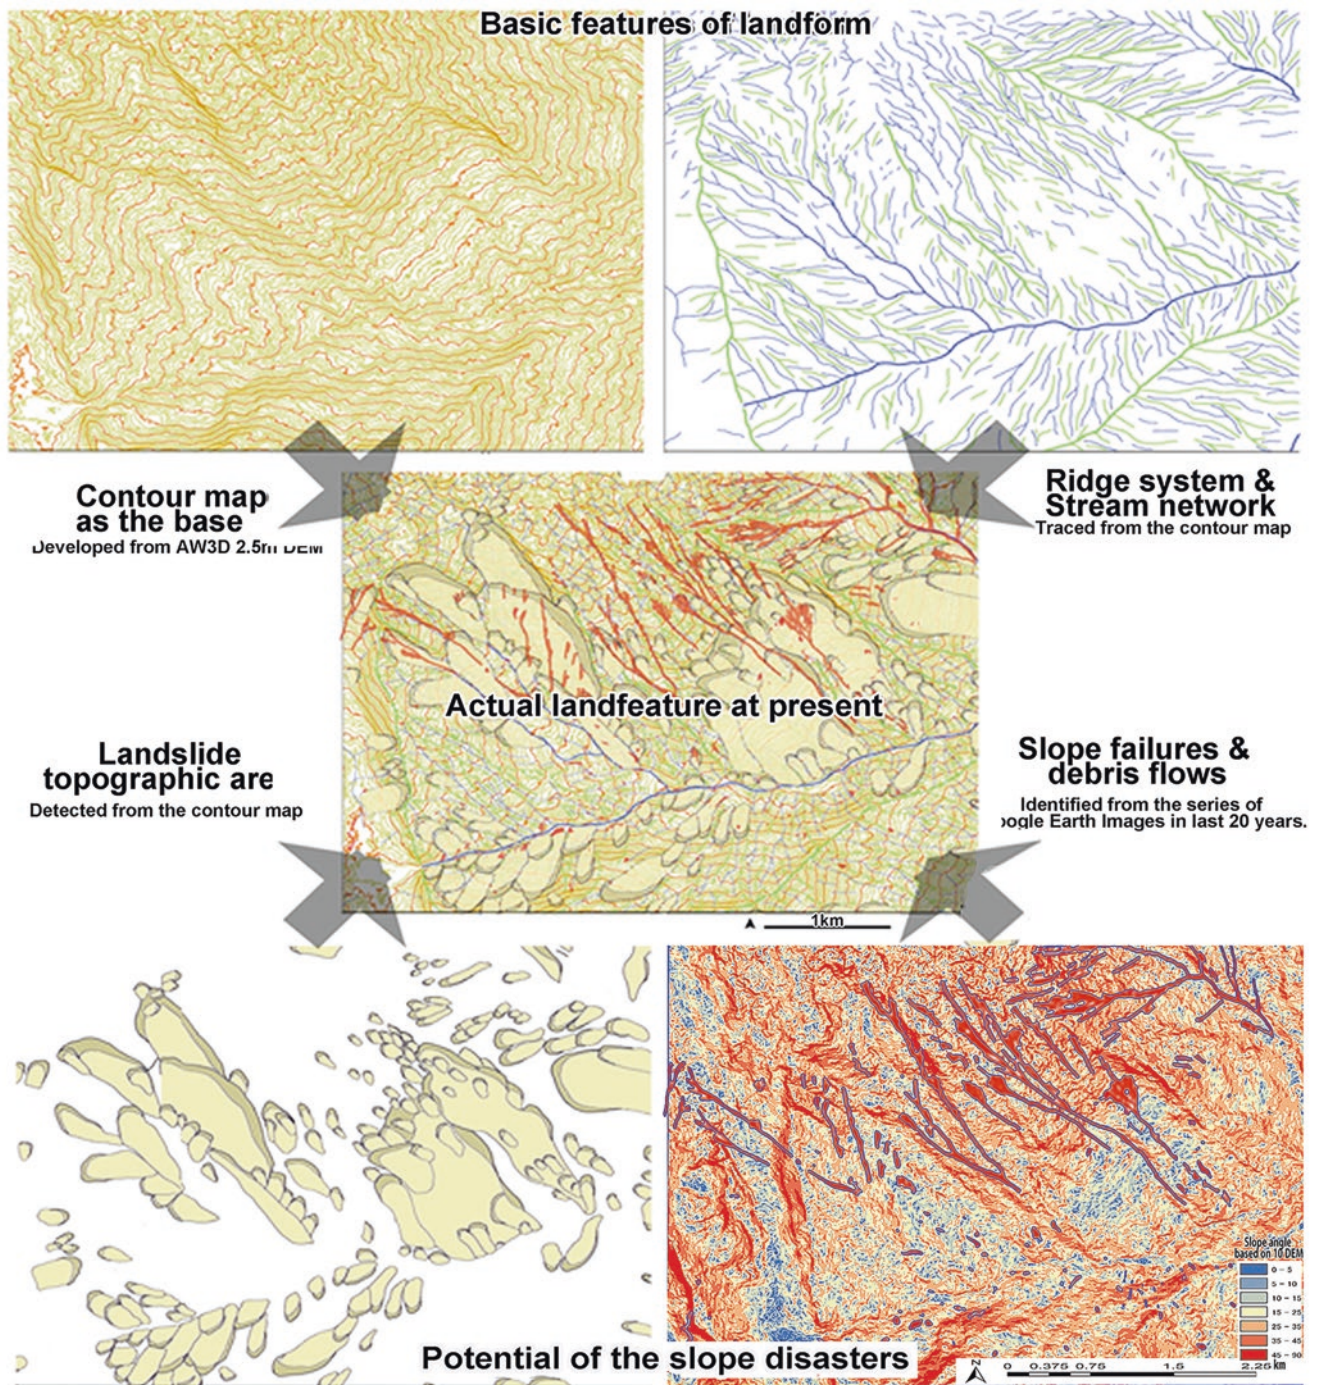 Basic features of landform
Contour map
as the base
Developed from AW3D 2.5m DEM
Ridge system &
Stream network
Traced from the contour map
Actual landfeature at present
Landslide
topographic are
Detected from the contour map
Slope failures &
debris flows
Identified from the series of
oogle Earth Images in last 20 years.
1km
Slope angle
based on 10 DEM
0 - 5
5 - 10
10 - 15
15 - 25
25 - 35
35 - 45
45 - 90
Potential of the slope disasters
N
0 0.375 0.75 1.5 2.25 km